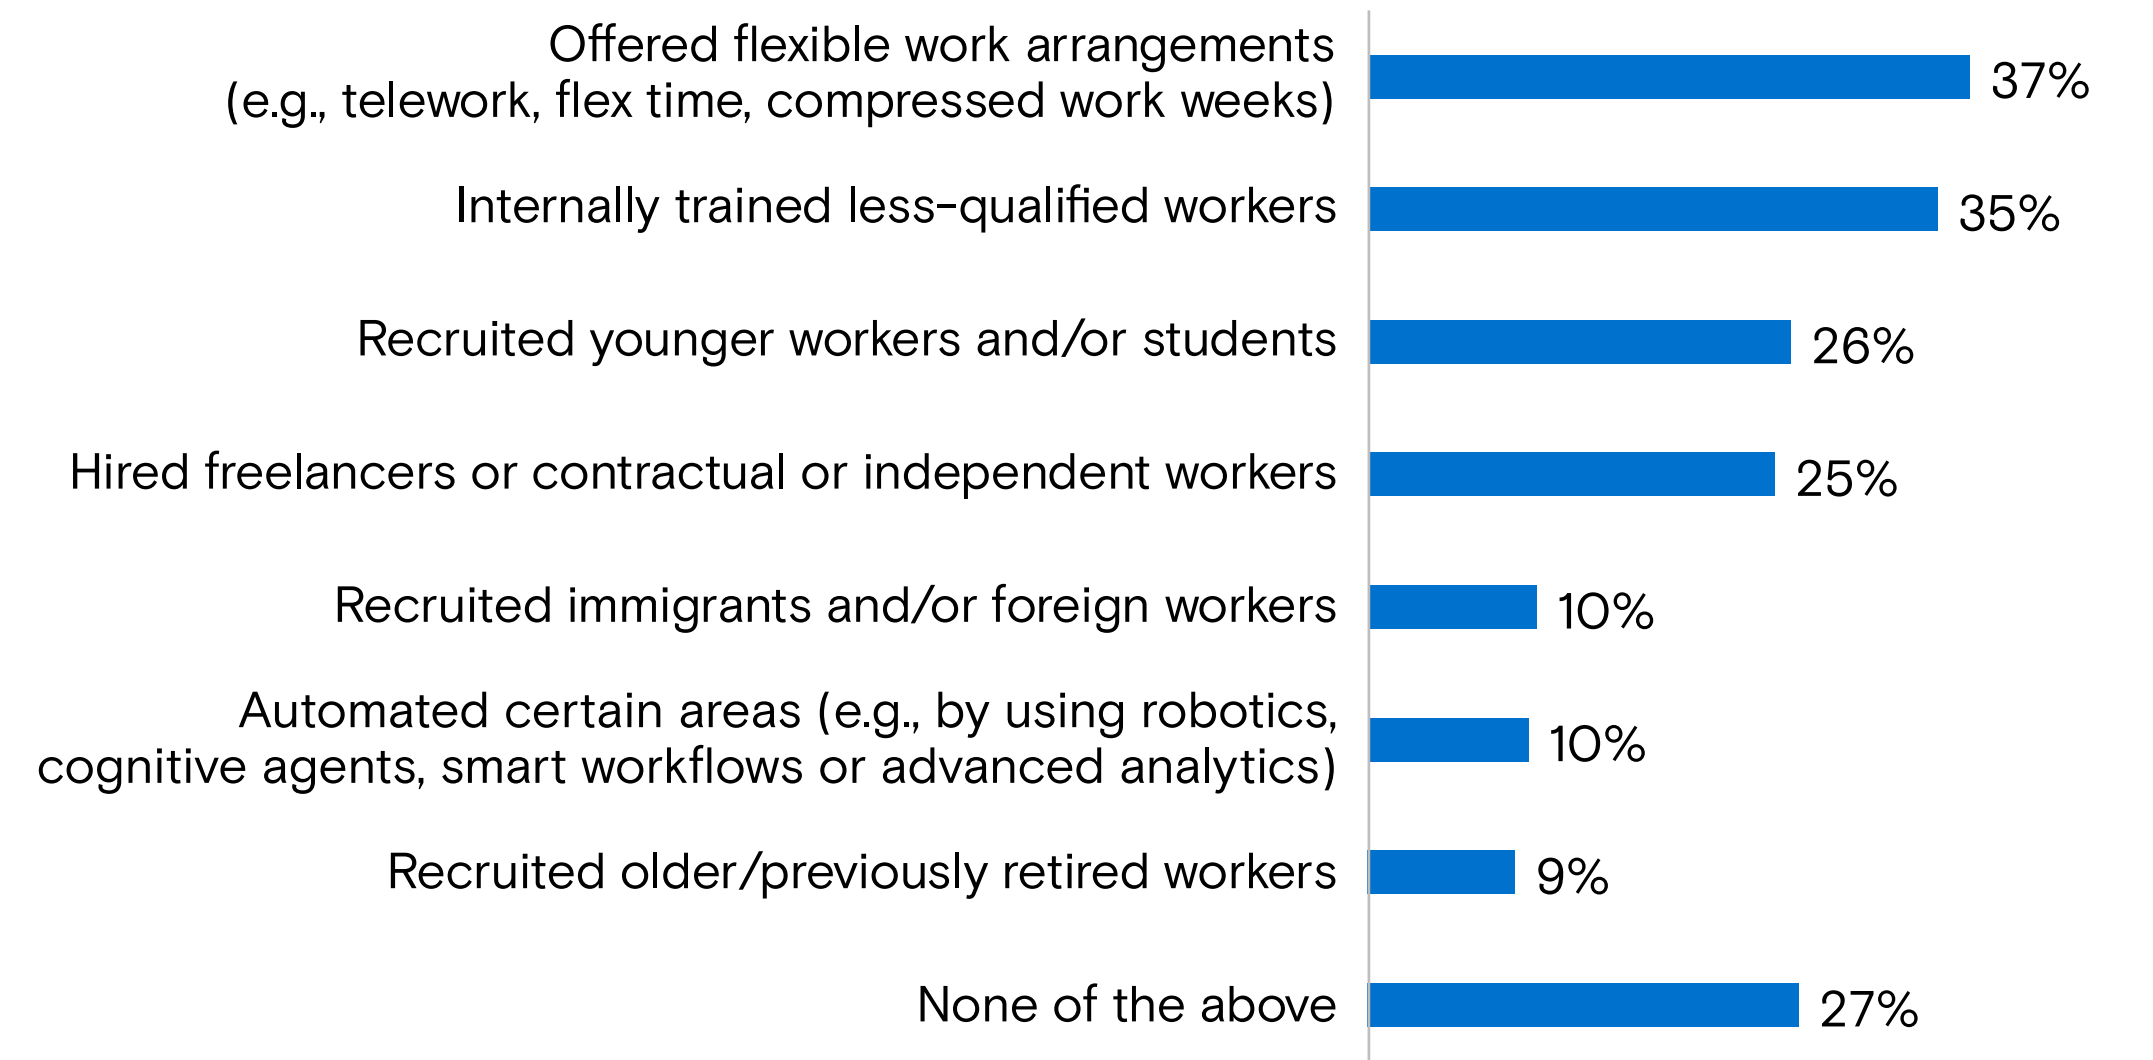 Offered flexible work arrangements
(e.g., telework, flex time, compressed work weeks)
37%
Internally trained less-qualified workers
35%
Recruited younger workers and/or students
26%
Hired freelancers or contractual or independent workers
25%
Recruited immigrants and/or foreign workers
10%
Automated certain areas (e.g., by using robotics,
cognitive agents, smart workflows or advanced analytics)
10%
Recruited older/previously retired workers
9%
None of the above
27%